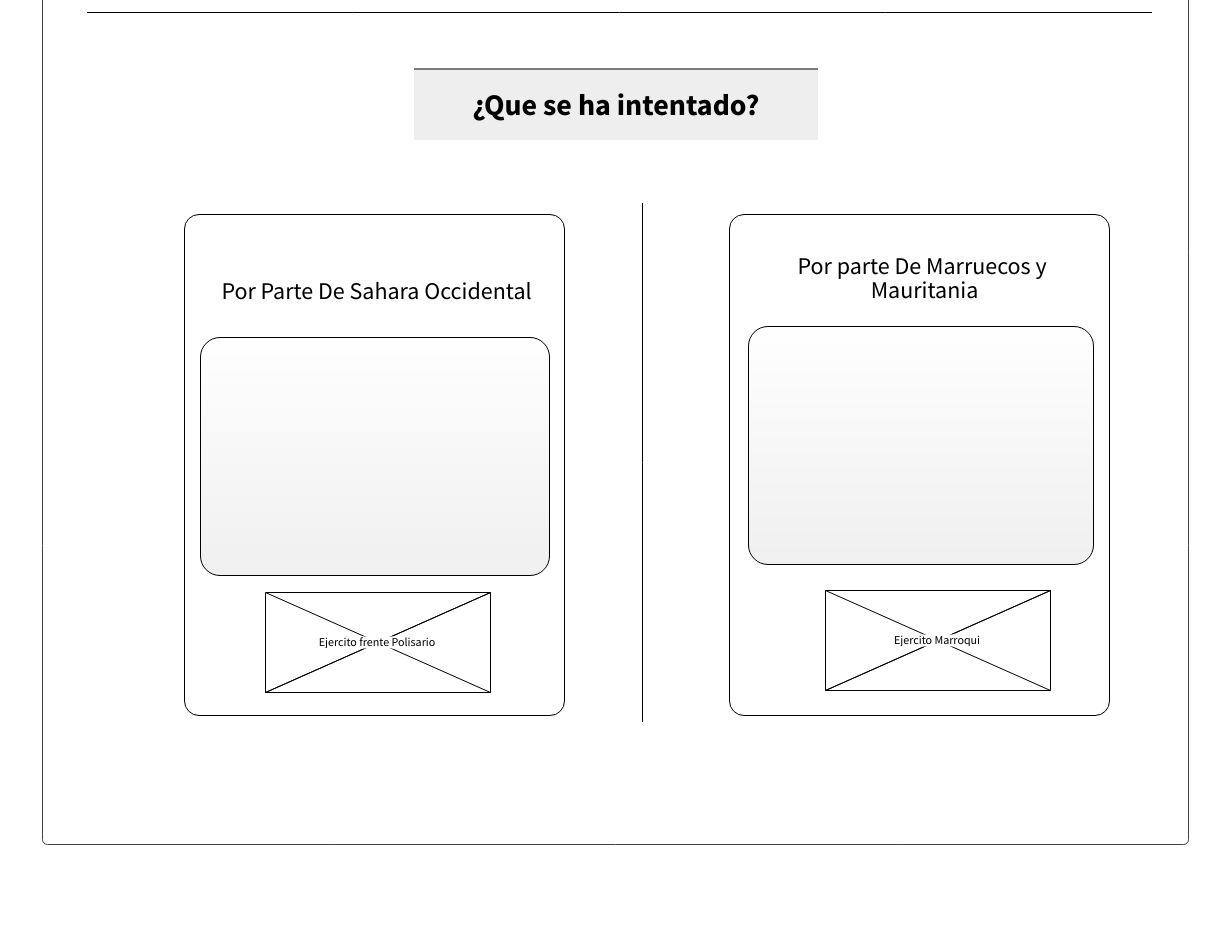 ¿Que se ha intentado?
Por Parte De Sahara Occidental
Ejercito frente Polisario
Por parte De Marruecos y
Mauritania
Ejercito Marroqui